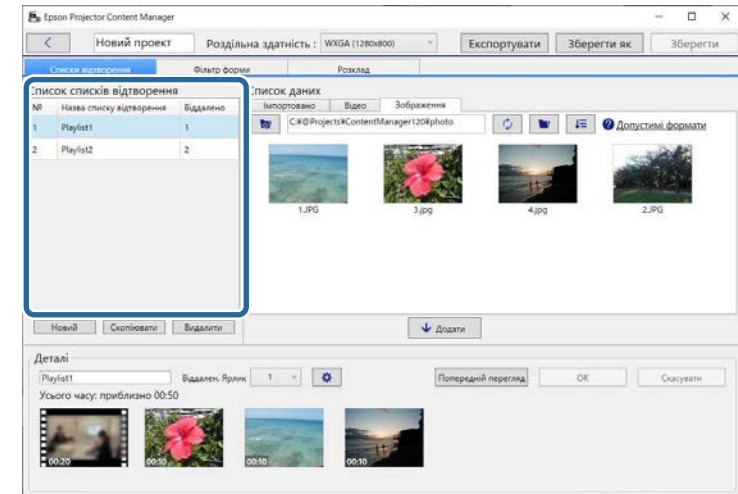 Epson Projector Content Manager
Новий проект Роздільна здатність : WXGA (1280x800) Експортувати Зберегти як Зберегти
Списки відтворення Фільтр форми Розклад
Список списків відтворення Список даних
№ Назва списку відтворення Віддалено Імпортовано Відео Зображення
1 Playlist1 1 C:¥@Projects¥ContentManager120¥photo Допустимі формати
2 Playlist2 2
1.JPG 3.jpg 4.jpg 2.JPG
Новий Скопіювати Видалити Додати
Деталі
Playlist1 Віддален. Ярлик 1 Попередній перегляд OK Скасувати
Усього часу: приблизно 00:50
00:20 00:10 00:10 00:10